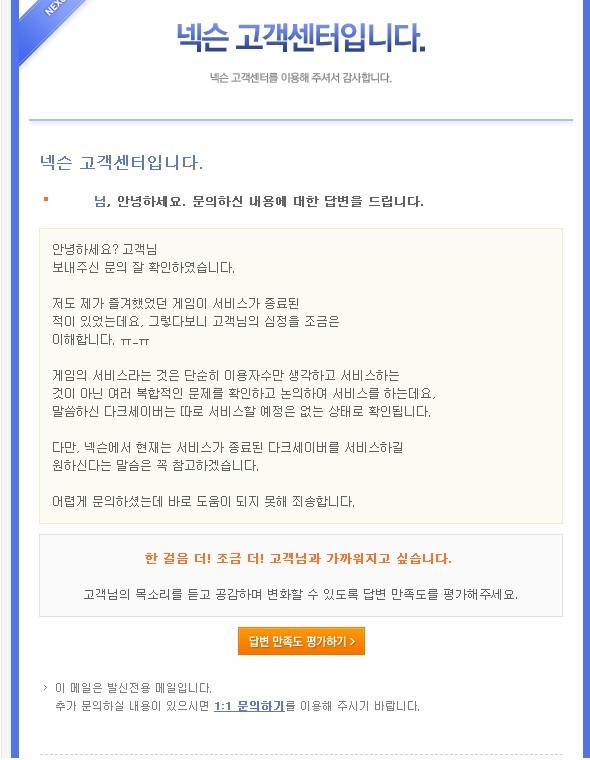 넥슨 고객센터입니다.
넥슨 고객센터를 이용해 주셔서 감사합니다.
넥슨 고객센터입니다.
님, 안녕하세요. 문의하신 내용에 대한 답변을 드립니다.
안녕하세요? 고객님
보내주신 문의 잘 확인하였습니다.
저도 제가 즐겨했었던 게임이 서비스가 종료된
적이 있었는데요, 그렇다보니 고객님의 심정을 조금은
이해합니다. ㅠ_ㅠ
게임의 서비스라는 것은 단순히 이용자수만 생각하고 서비스하는
것이 아닌 여러 복합적인 문제를 확인하고 논의하여 서비스를 하는데요,
말씀하신 다크세이버는 따로 서비스할 예정은 없는 상태로 확인됩니다.
다만, 넥슨에서 현재는 서비스가 종료된 다크세이버를 서비스하길
원하신다는 말씀은 꼭 참고하겠습니다.
어렵게 문의하셨는데 바로 도움이 되지 못해 죄송합니다.
한 걸음 더! 조금 더! 고객님과 가까워지고 싶습니다.
고객님의 목소리를 듣고 공감하며 변화할 수 있도록 답변 만족도를 평가해주세요.
답변 만족도 평가하기 >
> 이 메일은 발신전용 메일입니다.
추가 문의하실 내용이 있으시면 1:1 문의하기를 이용해 주시기 바랍니다.